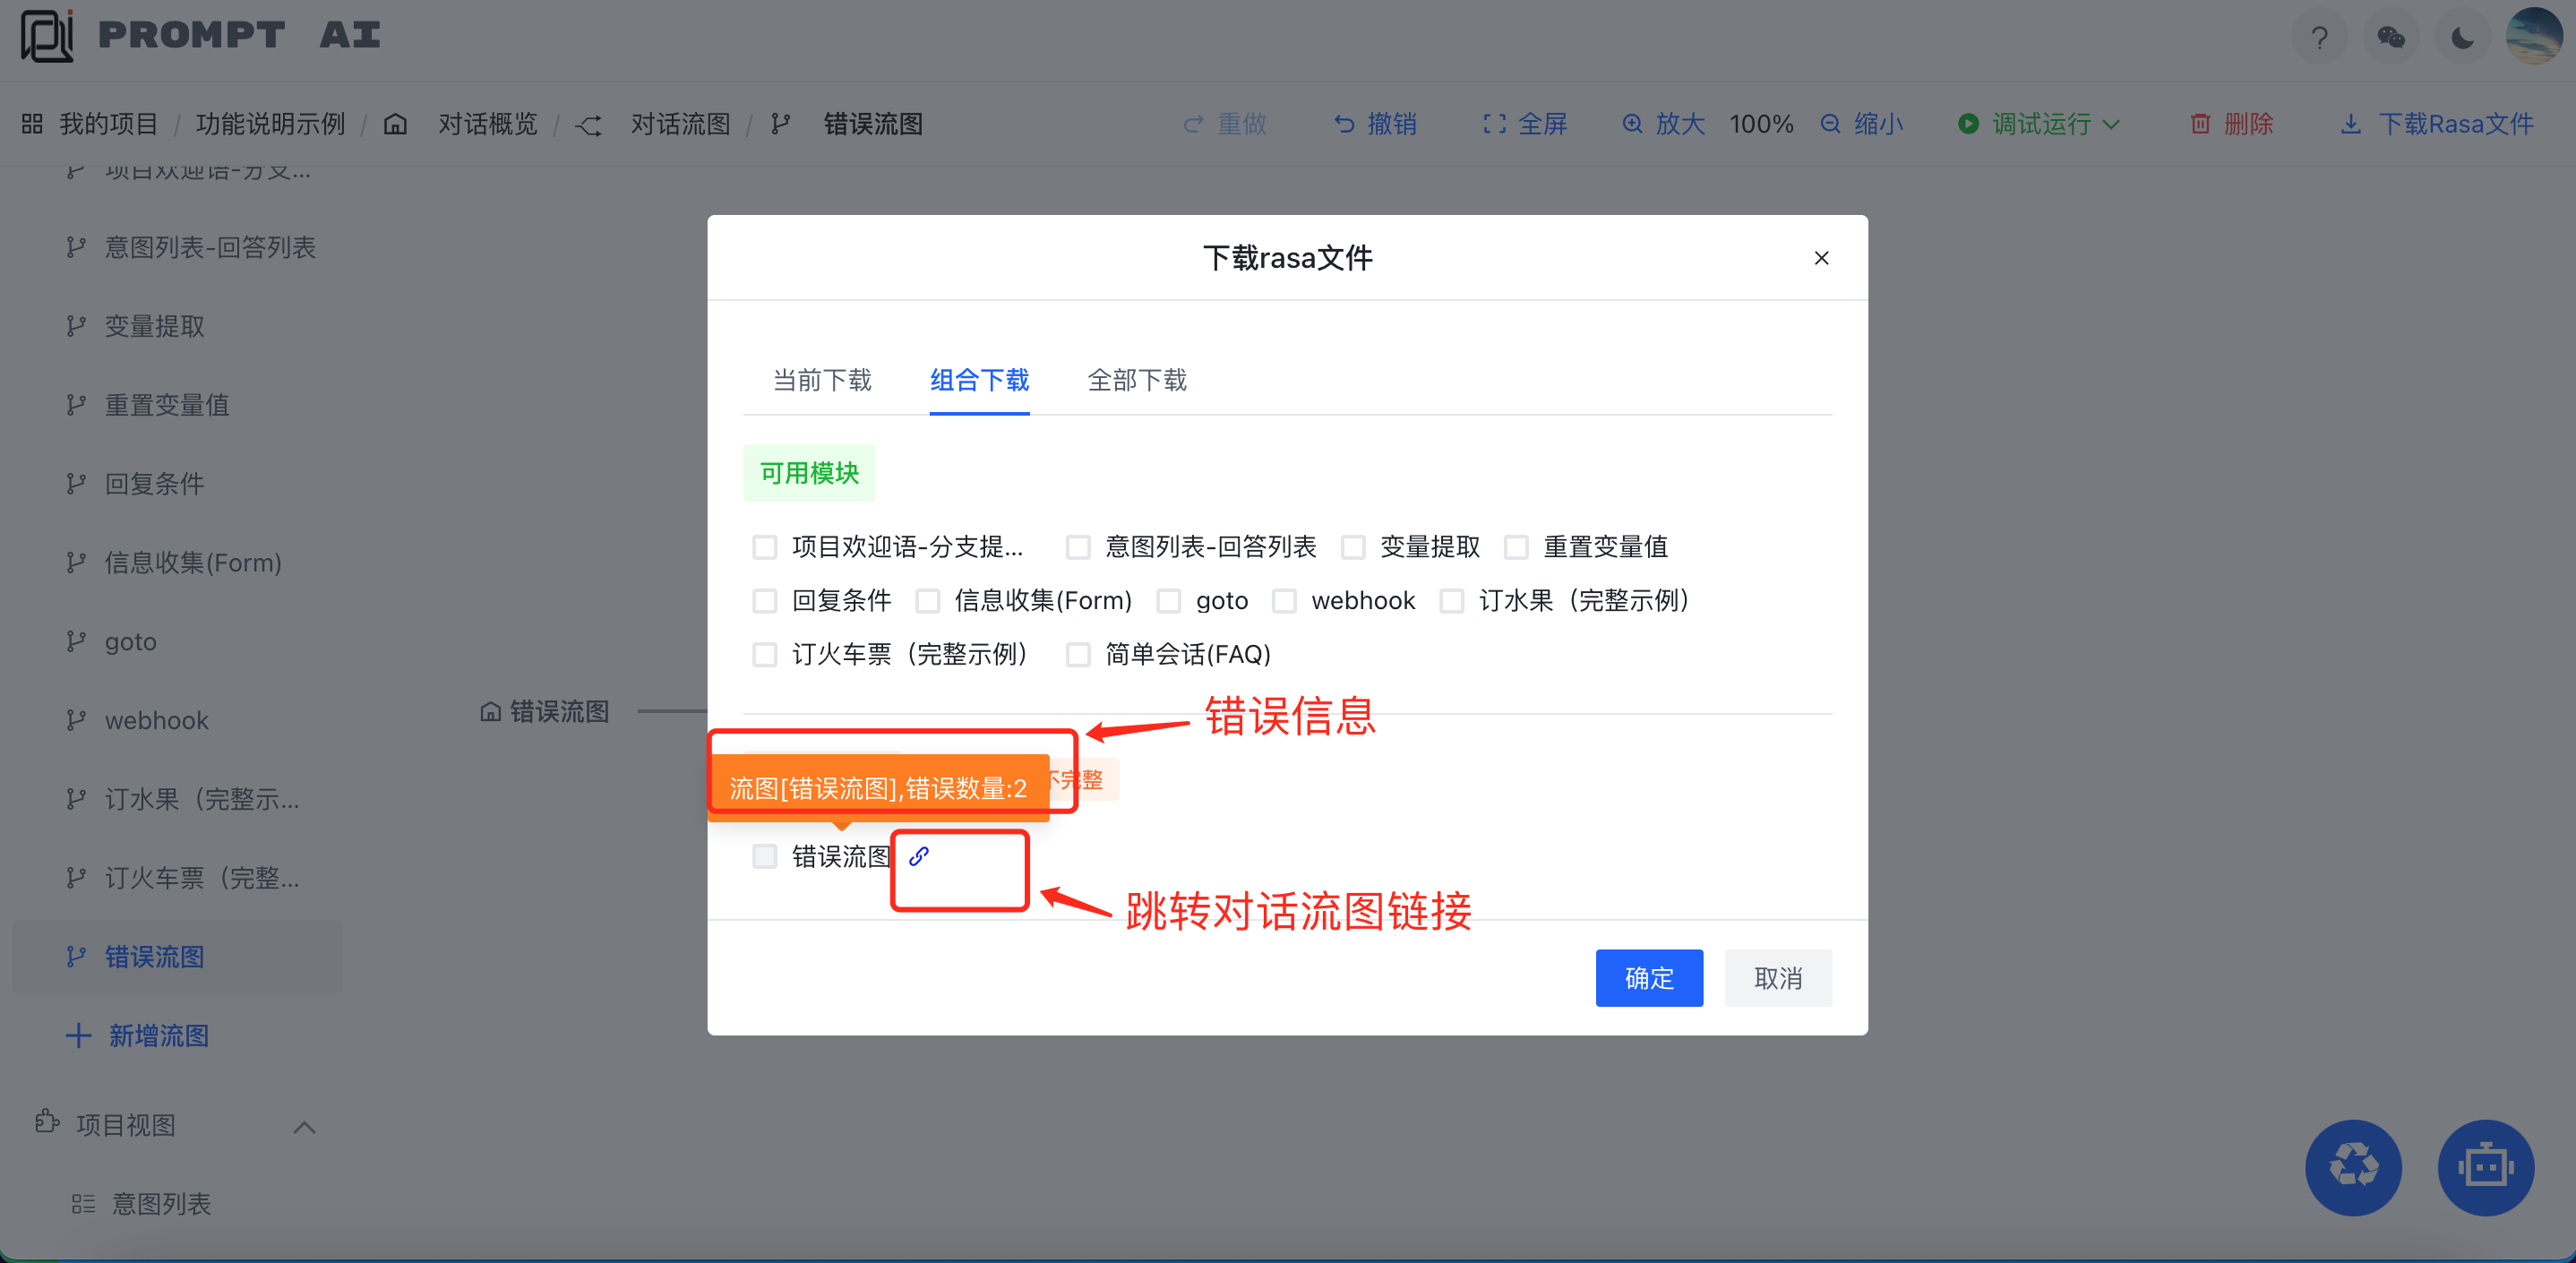 PROMPT AI
?
我的项目 / 功能说明示例 / 对话概览 / 对话流图 / 错误流图
重做 撤销 全屏 放大 100% 缩小 调试运行 删除 下载Rasa文件
项目欢迎语-分支...
意图列表-回答列表
变量提取
重置变量值
回复条件
信息收集(Form)
goto
webhook
订水果（完整示...
订火车票（完整...
错误流图
新增流图
项目视图
意图列表
错误流图
下载rasa文件
当前下载 组合下载 全部下载
可用模块
项目欢迎语-分支提... 意图列表-回答列表 变量提取 重置变量值
回复条件 信息收集(Form) goto webhook 订水果（完整示例）
订火车票（完整示例） 简单会话(FAQ)
错误信息
流图[错误流图],错误数量:2
不完整
错误流图
跳转对话流图链接
确定 取消